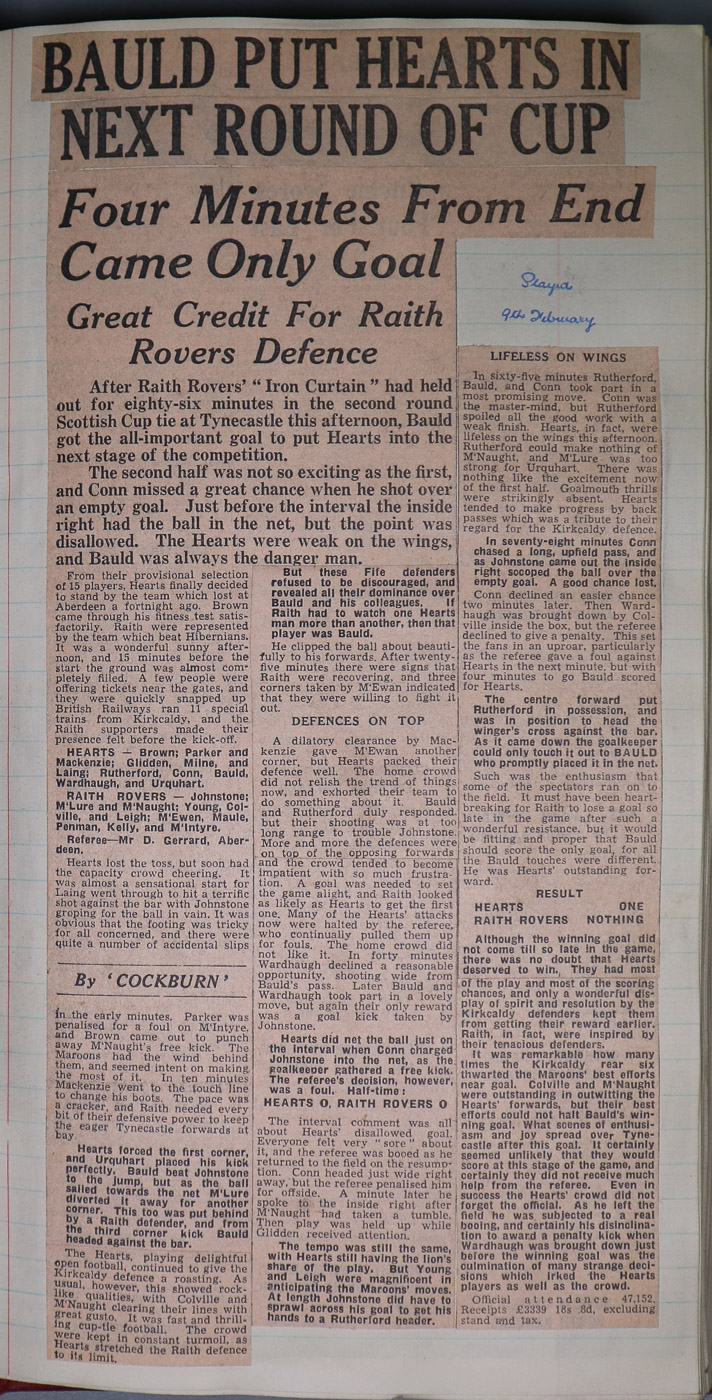 BAULD PUT HEARTS IN
NEXT ROUND OF CUP
Four Minutes From End
Came Only Goal
Great Credit For Raith
Rovers Defence
Played
9th February
After Raith Rovers' “ Iron Curtain ” had held
out for eighty-six minutes in the second round
Scottish Cup tie at Tynecastle this afternoon, Bauld
got the all-important goal to put Hearts into the
next stage of the competition.
The second half was not so exciting as the first,
and Conn missed a great chance when he shot over
an empty goal. Just before the interval the inside
right had the ball in the net, but the point was
disallowed. The Hearts were weak on the wings,
and Bauld was always the danger man.
From their provisional selection
of 15 players, Hearts finally decided
to stand by the team which lost at
Aberdeen a fortnight ago. Brown
came through his fitness test satis-
factorily. Raith were represented
by the team which beat Hibernians.
It was a wonderful sunny after-
noon, and 15 minutes before the
start the ground was almost com-
pletely filled. A few people were
offering tickets near the gates, and
they were quickly snapped up
British Railways ran 11 special
trains from Kirkcaldy, and the
Raith supporters made their
presence felt before the kick-off.
HEARTS — Brown; Parker and
Mackenzie; Glidden, Milne, and
Laing; Rutherford, Conn, Bauld,
Wardhaugh, and Urquhart.
RAITH ROVERS — Johnstone;
M'Lure and M'Naught; Young, Col-
ville, and Leigh; M'Ewen, Maule,
Penman, Kelly, and M'Intyre.
Referee—Mr D. Gerrard, Aber-
deen.
Hearts lost the toss, but soon had
the capacity crowd cheering. It
was almost a sensational start for
Laing went through to hit a terrific
shot against the bar with Johnstone
groping for the ball in vain. It was
obvious that the footing was tricky
for all concerned, and there were
quite a number of accidental slips
By ‘COCKBURN’
in the early minutes. Parker was
penalised for a foul on M'Intyre,
and Brown came out to punch
away M'Naught's free kick. The
Maroons had the wind behind
them, and seemed intent on making
the most of it. In ten minutes
Mackenzie went to the touch line
to change his boots. The pace was
a cracker, and Raith needed every
bit of their defensive power to keep
the eager Tynecastle forwards at
bay.
Hearts forced the first corner,
and Urquhart placed his kick
perfectly. Bauld beat Johnstone
to the jump, but as the ball
sailed towards the net M'Lure
diverted it away for another
corner. This too was put behind
by a Raith defender, and from
the third corner kick Bauld
headed against the bar.
The Hearts, playing delightful
open football, continued to give the
Kirkcaldy defence a roasting. As
usual, however, this showed rock-
like qualities, with Colville and
M'Naught clearing their lines with
great gusto. It was fast and thrill-
ing cup-tie football. The crowd
were kept in constant turmoil, as
Hearts stretched the Raith defence
to its limit.
But these Fife defenders
refused to be discouraged, and
revealed all their dominance over
Bauld and his colleagues. If
Raith had to watch one Hearts
man more than another, then that
player was Bauld.
He clipped the ball about beauti-
fully to his forwards. After twenty-
five minutes there were signs that
Raith were recovering, and three
corners taken by M'Ewan indicated
that they were willing to fight it
out.
DEFENCES ON TOP
A dilatory clearance by Mac-
kenzie gave M'Ewan another
corner, but Hearts packed their
defence well. The home crowd
did not relish the trend of things
now, and exhorted their team to
do something about it. Bauld
and Rutherford duly responded,
but their shooting was at too
long range to trouble Johnstone.
More and more the defences were
on top of the opposing forwards
and the crowd tended to become
impatient with so much frustra-
tion. A goal was needed to set
the game alight, and Raith looked
as likely as Hearts to get the first
one. Many of the Hearts' attacks
now were halted by the referee,
who continually pulled them up
for fouls. The home crowd did
not like it. In forty minutes
Wardhaugh declined a reasonable
opportunity, shooting wide from
Bauld's pass. Later Bauld and
Wardhaugh took part in a lovely
move, but again their only reward
was a goal kick taken by
Johnstone.
Hearts did net the ball just on
the interval when Conn charged
Johnstone into the net, as the
goalkeeper gathered a free kick.
The referee's decision, however,
was a foul. Half-time:
HEARTS 0, RAITH ROVERS 0
The interval comment was all
about Hearts' disallowed goal.
Everyone felt very “sore” about
it, and the referee was booed as he
returned to the field on the resump-
tion. Conn headed just wide right
away, but the referee penalised him
for offside. A minute later he
spoke to the inside right after
M'Naught had taken a tumble.
Then play was held up while
Glidden received attention.
The tempo was still the same,
with Hearts still having the lion's
share of the play. But Young
and Leigh were magnificent in
anticipating the Maroons' moves.
At length Johnstone did have to
sprawl across his goal to get his
hands to a Rutherford header.
LIFELESS ON WINGS
In sixty-five minutes Rutherford,
Bauld, and Conn took part in a
most promising move. Conn was
the master-mind, but Rutherford
spoiled all the good work with a
weak finish. Hearts, in fact, were
lifeless on the wings this afternoon.
Rutherford could make nothing of
M'Naught, and M'Lure was too
strong for Urquhart. There was
nothing like the excitement now
of the first half. Goalmouth thrills
were strikingly absent. Hearts
tended to make progress by back
passes which was a tribute to their
regard for the Kirkcaldy defence.
In seventy-eight minutes Conn
chased a long, upfield pass, and
as Johnstone came out the inside
right socoped the ball over the
empty goal. A good chance lost.
Conn declined an easier chance
two minutes later. Then Ward-
haugh was brought down by Col-
ville inside the box, but the referee
declined to give a penalty. This set
the fans in an uproar, particularly
as the referee gave a foul against
Hearts in the next minute, but with
four minutes to go Bauld scored
for Hearts.
The centre forward put
Rutherford in possession, and
was in position to head the
winger's cross against the bar.
As it came down the goalkeeper
could only touch it out to BAULD
who promptly placed it in the net.
Such was the enthusiasm that
some of the spectators ran on to
the field. It must have been heart-
breaking for Raith to lose a goal so
late in the game after such a
wonderful resistance, but it would
be fitting and proper that Bauld
should score the only goal, for all
the Bauld touches were different.
He was Hearts' outstanding for-
ward.
RESULT
HEARTS ONE
RAITH ROVERS NOTHING
Although the winning goal did
not come till so late in the game,
there was no doubt that Hearts
deserved to win. They had most
of the play and most of the scoring
chances, and only a wonderful dis-
play of spirit and resolution by the
Kirkcaldy defenders kept them
from getting their reward earlier.
Raith, in fact, were inspired by
their tenacious defenders.
It was remarkable how many
times the Kirkcaldy rear six
thwarted the Maroons' best efforts
near goal. Colville and M'Naught
were outstanding in outwitting the
Hearts' forwards, but their best
efforts could not halt Bauld's win-
ning goal. What scenes of enthusi-
asm and joy spread over Tyne-
castle after this goal. It certainly
seemed unlikely that they would
score at this stage of the game, and
certainly they did not receive much
help from the referee. Even in
success the Hearts' crowd did not
forget the official. As he left the
field he was subjected to a real
booing, and certainly his disinclina-
tion to award a penalty kick when
Wardhaugh was brought down just
before the winning goal was the
culmination of many strange deci-
sions which irked the Hearts
players as well as the crowd.
Official attendance 47,152.
Receipts £3339 18s 8d, excluding
stand and tax.